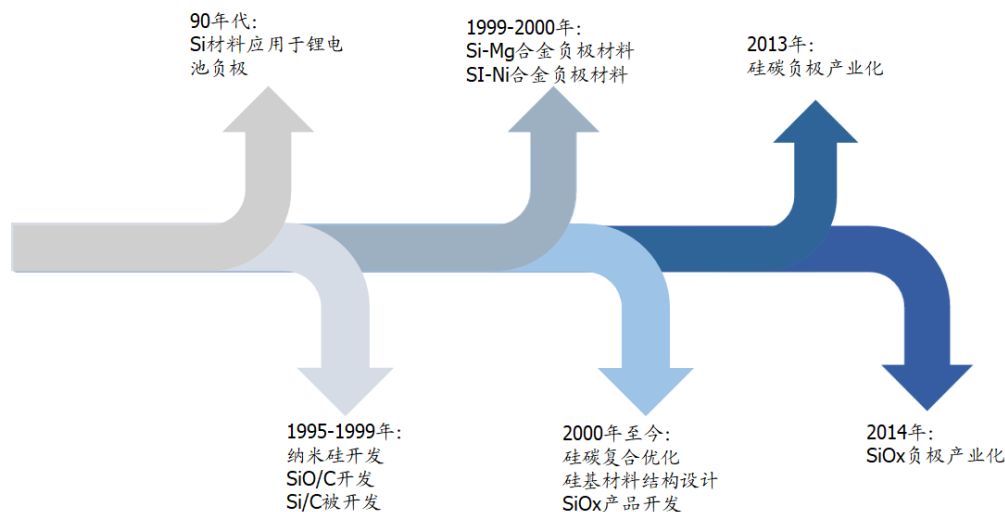 90年代:
Si材料应用于锂电
池负极
1999-2000年:
Si-Mg合金负极材料
SI-Ni合金负极材料
2013年:
硅碳负极产业化
1995-1999年:
纳米硅开发
SiO/C开发
Si/C被开发
2000年至今:
硅碳复合优化
硅基材料结构设计
SiOx产品开发
2014年:
SiOx负极产业化